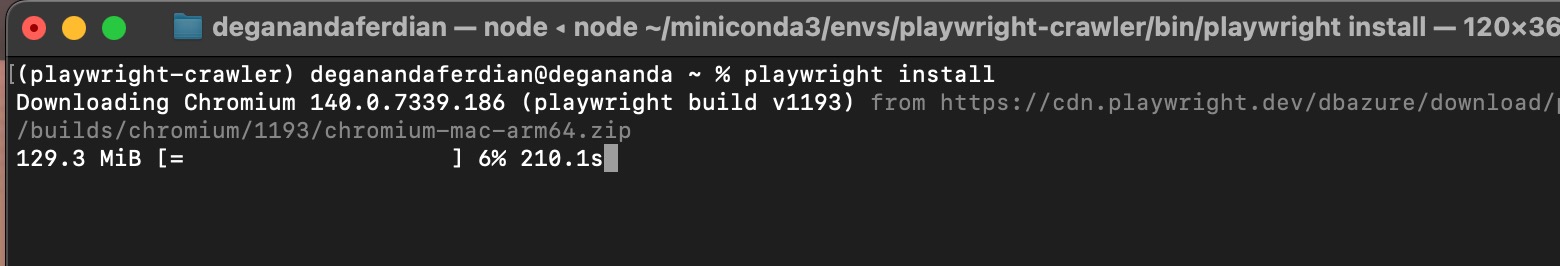 deganandaferdian — node ◂ node ~/miniconda3/envs/playwright-crawler/bin/playwright install — 120×36
[(playwright-crawler) deganandaferdian@degananda ~ % playwright install
Downloading Chromium 140.0.7339.186 (playwright build v1193) from https://cdn.playwright.dev/dbazure/download/
/builds/chromium/1193/chromium-mac-arm64.zip
129.3 MiB [=                    ] 6% 210.1s